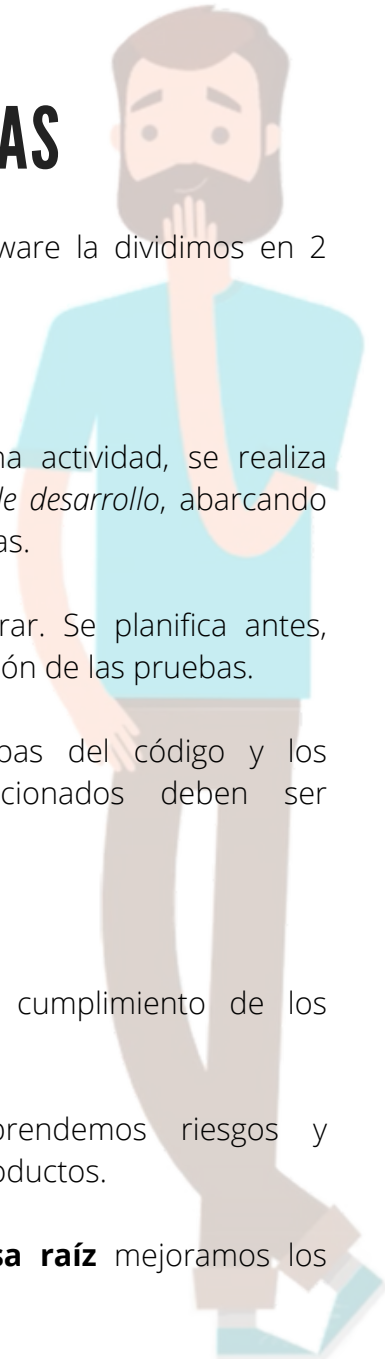 AS
ware la dividimos en 2
na actividad, se realiza
de desarrollo, abarcando
as.
rar. Se planifica antes,
ón de las pruebas.
bas del código y los
cionados deben ser
cumplimiento de los
prendemos riesgos y
oductos.
sa raíz mejoramos los